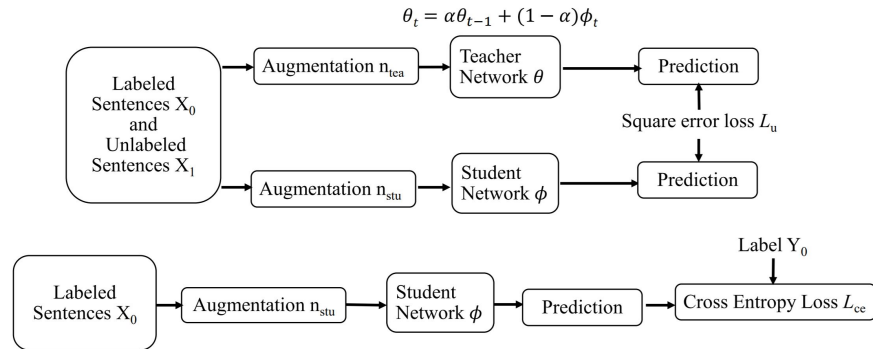 θₜ = αθₜ₋₁ + (1 − α)ϕₜ
Labeled
Sentences X₀
and
Unlabeled
Sentences X₁
Augmentation nₜₑₐ
Teacher
Network θ
Prediction
Square error loss Lᵤ
Augmentation nₛₜᵤ
Student
Network ϕ
Prediction
Labeled
Sentences X₀
Augmentation nₛₜᵤ
Student
Network ϕ
Prediction
Label Y₀
Cross Entropy Loss L_ce